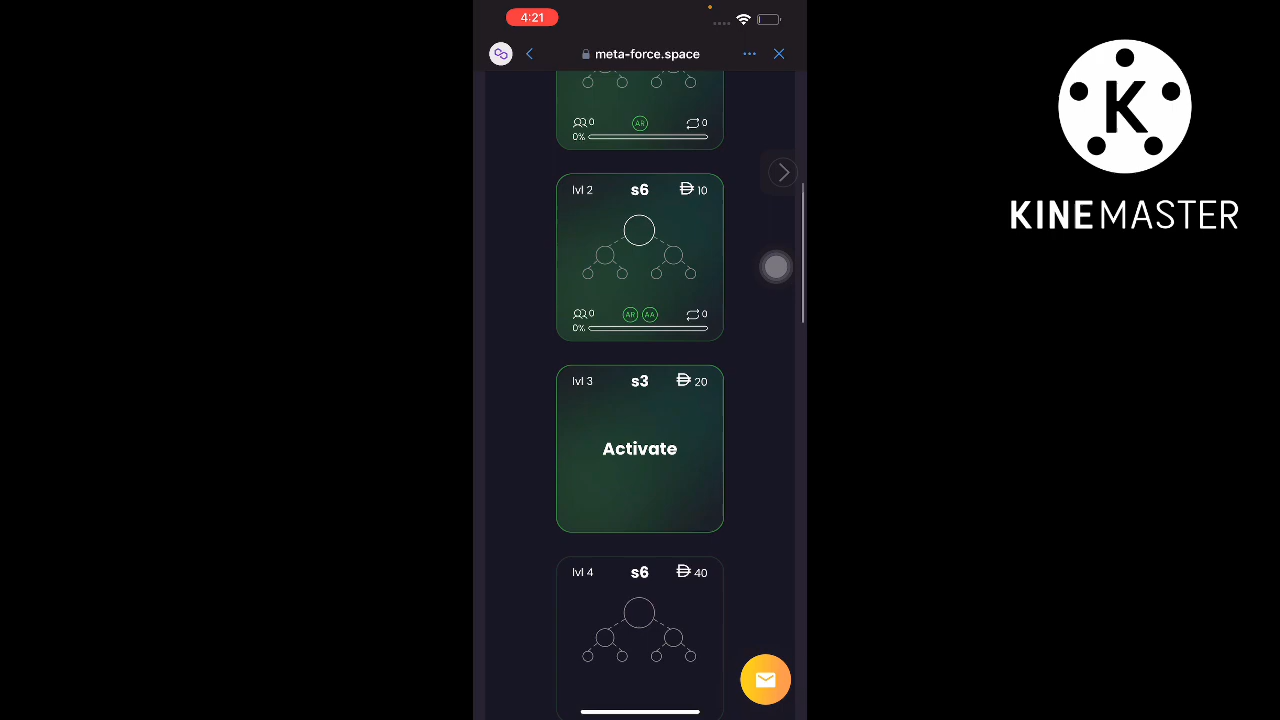 4:21
meta-force.space
0 AR 0
0%
lvl 2 s6 10
0 AR AA 0
0%
lvl 3 s3 20
Activate
lvl 4 s6 40
K
KINEMASTER